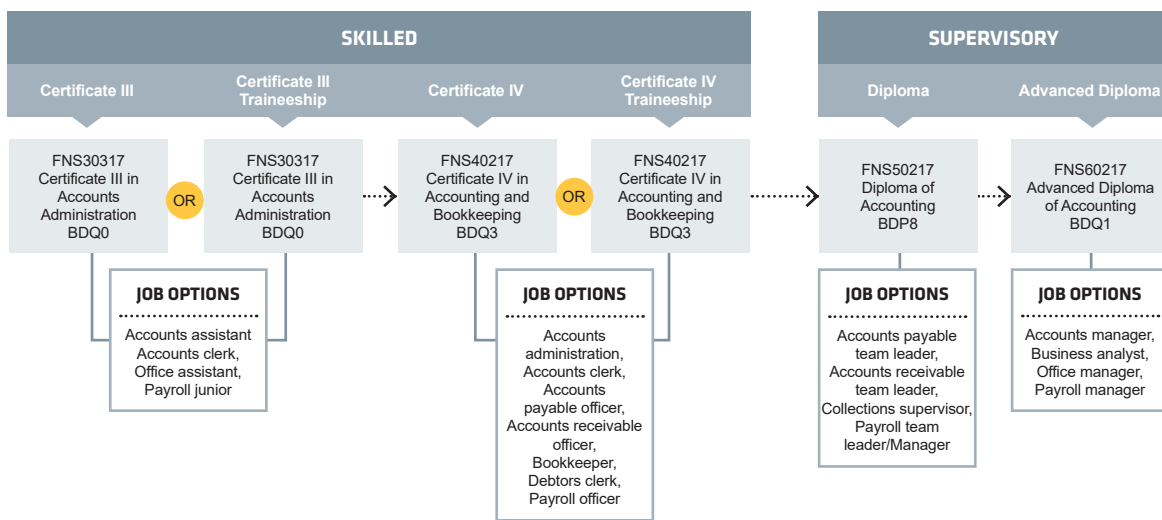 SKILLED
SUPERVISORY
Certificate III
Certificate III
Traineeship
Certificate IV
Certificate IV
Traineeship
Diploma
Advanced Diploma
FNS30317
Certificate III in
Accounts
Administration
BDQ0
OR
FNS30317
Certificate III in
Accounts
Administration
BDQ0
FNS40217
Certificate IV in
Accounting and
Bookkeeping
BDQ3
OR
FNS40217
Certificate IV in
Accounting and
Bookkeeping
BDQ3
FNS50217
Diploma of
Accounting
BDP8
FNS60217
Advanced Diploma
of Accounting
BDQ1
JOB OPTIONS
Accounts assistant
Accounts clerk,
Office assistant,
Payroll junior
JOB OPTIONS
Accounts
administration,
Accounts clerk,
Accounts
payable officer,
Accounts receivable
officer,
Bookkeeper,
Debtors clerk,
Payroll officer
JOB OPTIONS
Accounts payable
team leader,
Accounts receivable
team leader,
Collections supervisor,
Payroll team
leader/Manager
JOB OPTIONS
Accounts manager,
Business analyst,
Office manager,
Payroll manager